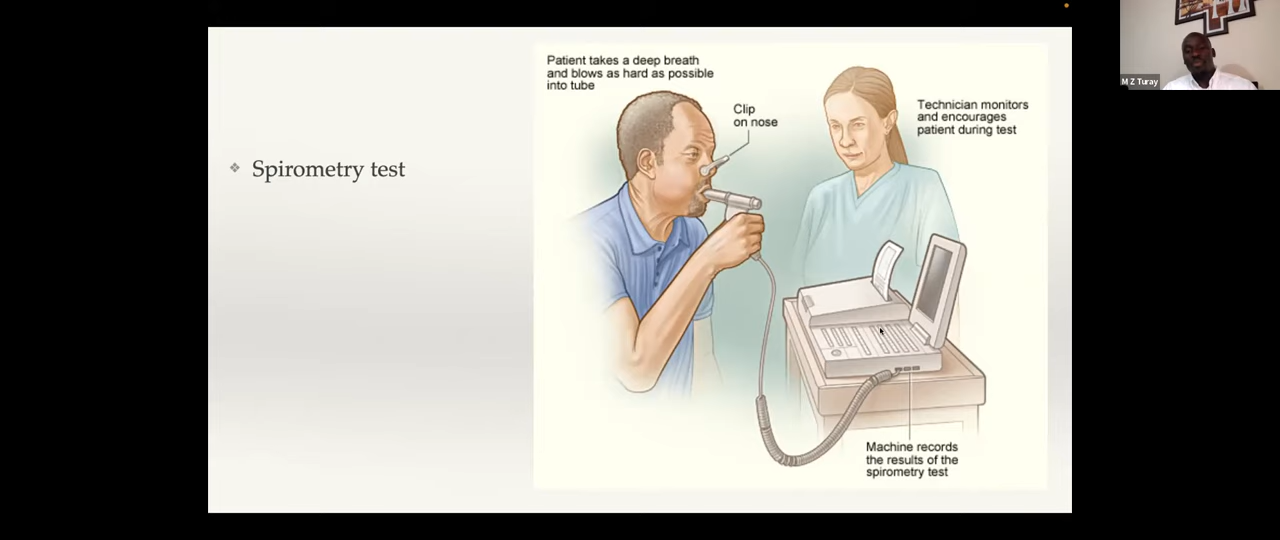 Patient takes a deep breath
and blows as hard as possible
into tube
Clip
on nose
Technician monitors
and encourages
patient during test
Spirometry test
Machine records
the results of the
spirometry test
M Z Turay